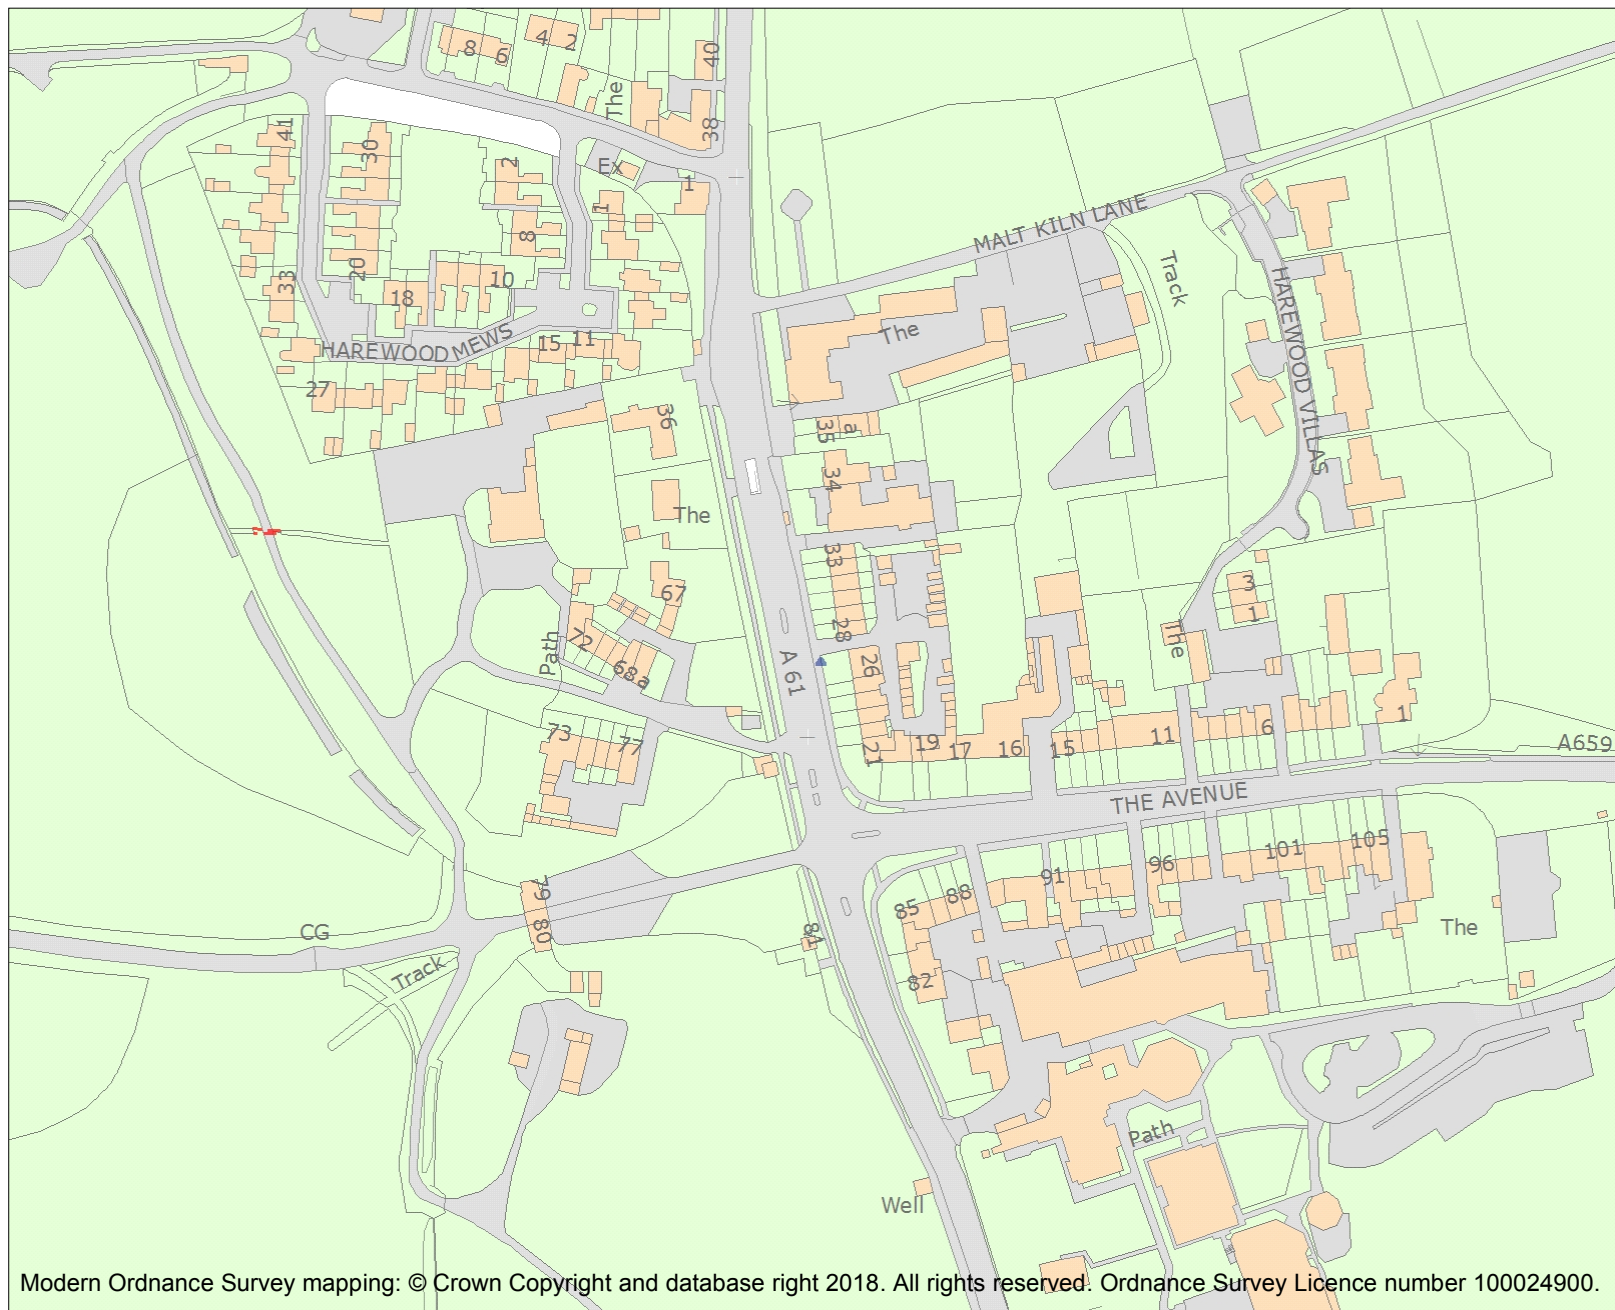 8
6
4
2
40
The
38
41
30
2
Ex
1
1
MALT KILN LANE
8
Track
33
20
18
10
HAREWOOD VILLAS
The
HAREWOOD MEWS
15
11
27
36
35
a
34
The
33
3
1
67
28
The
72
Path
68a
26
A 61
73
77
21
19
17
16
15
11
6
1
A659
THE AVENUE
105
101
96
91
88
85
79
80
81
CG
The
Track
82
Path
Well
Modern Ordnance Survey mapping: © Crown Copyright and database right 2018. All rights reserved. Ordnance Survey Licence number 100024900.